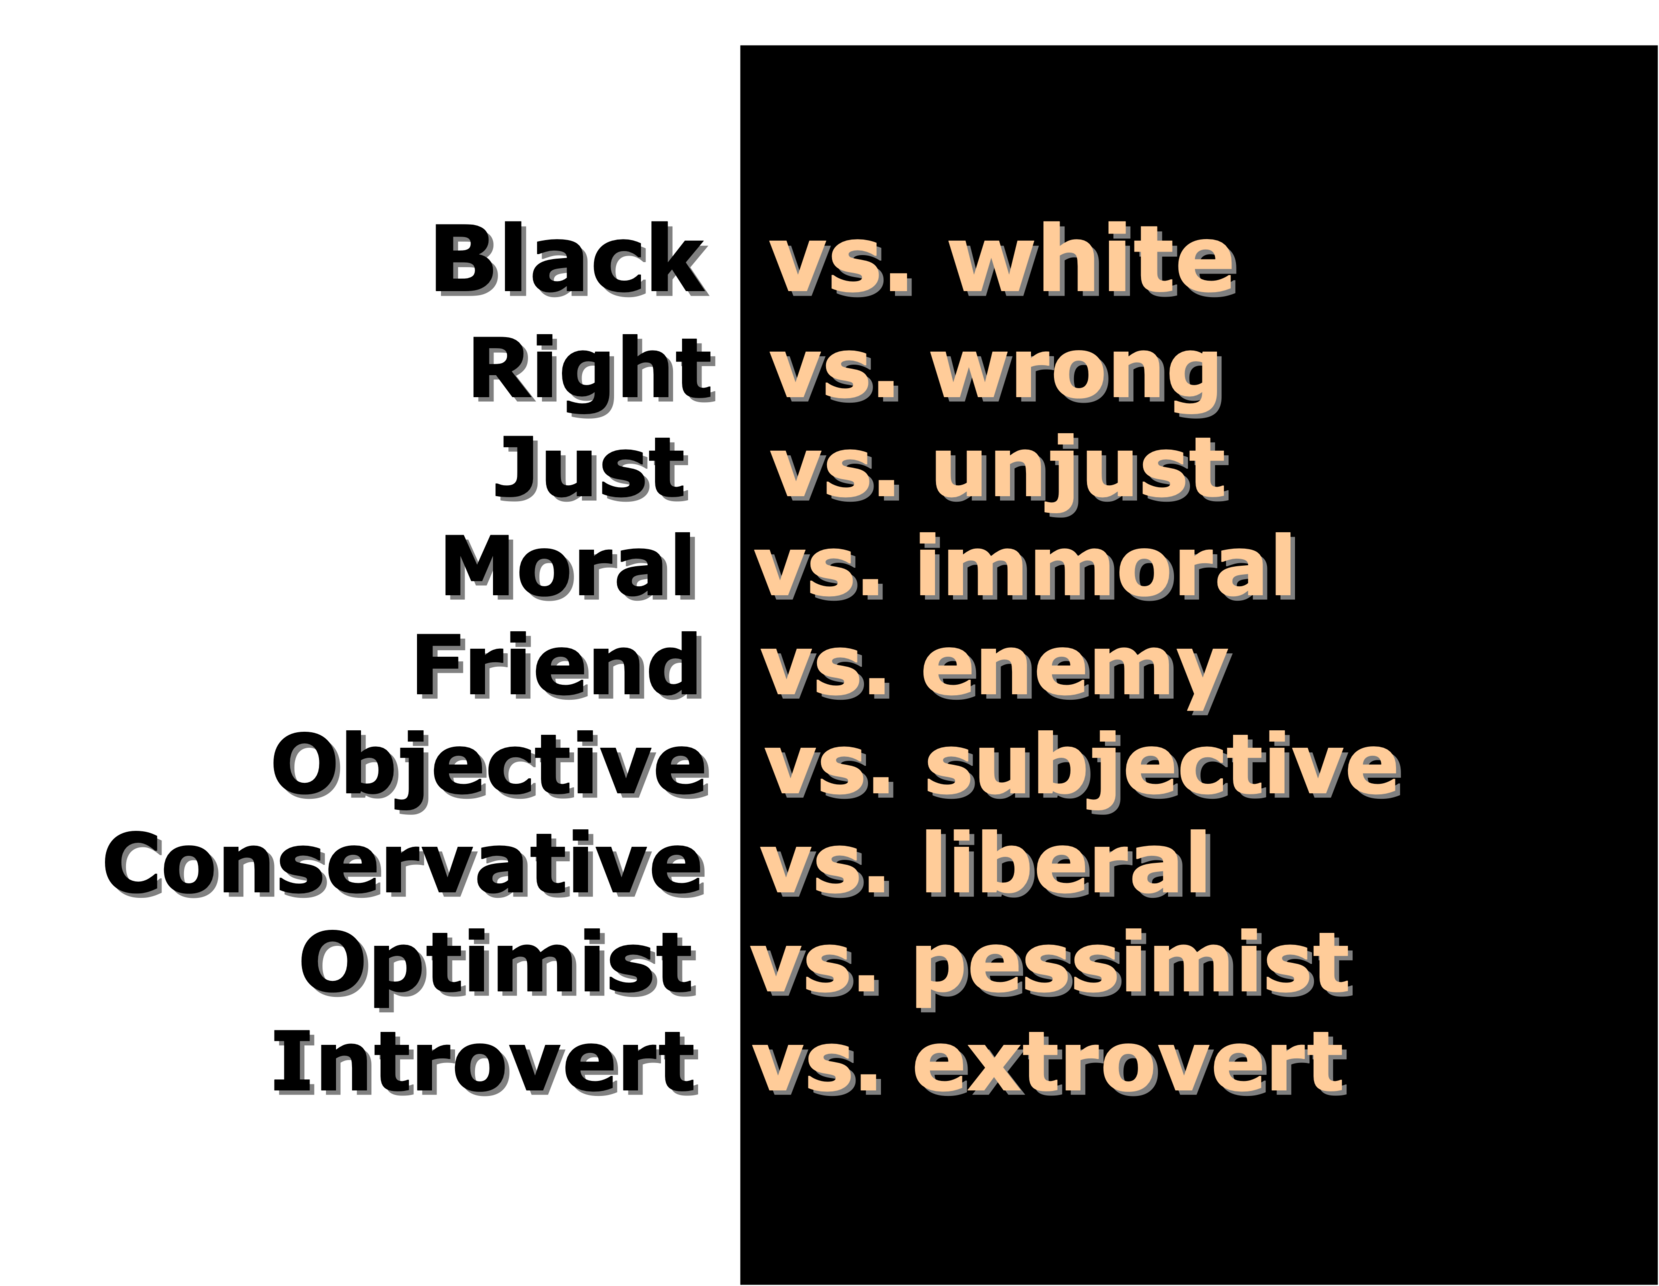 Black vs. white
Right vs. wrong
Just vs. unjust
Moral vs. immoral
Friend vs. enemy
Objective vs. subjective
Conservative vs. liberal
Optimist vs. pessimist
Introvert vs. extrovert